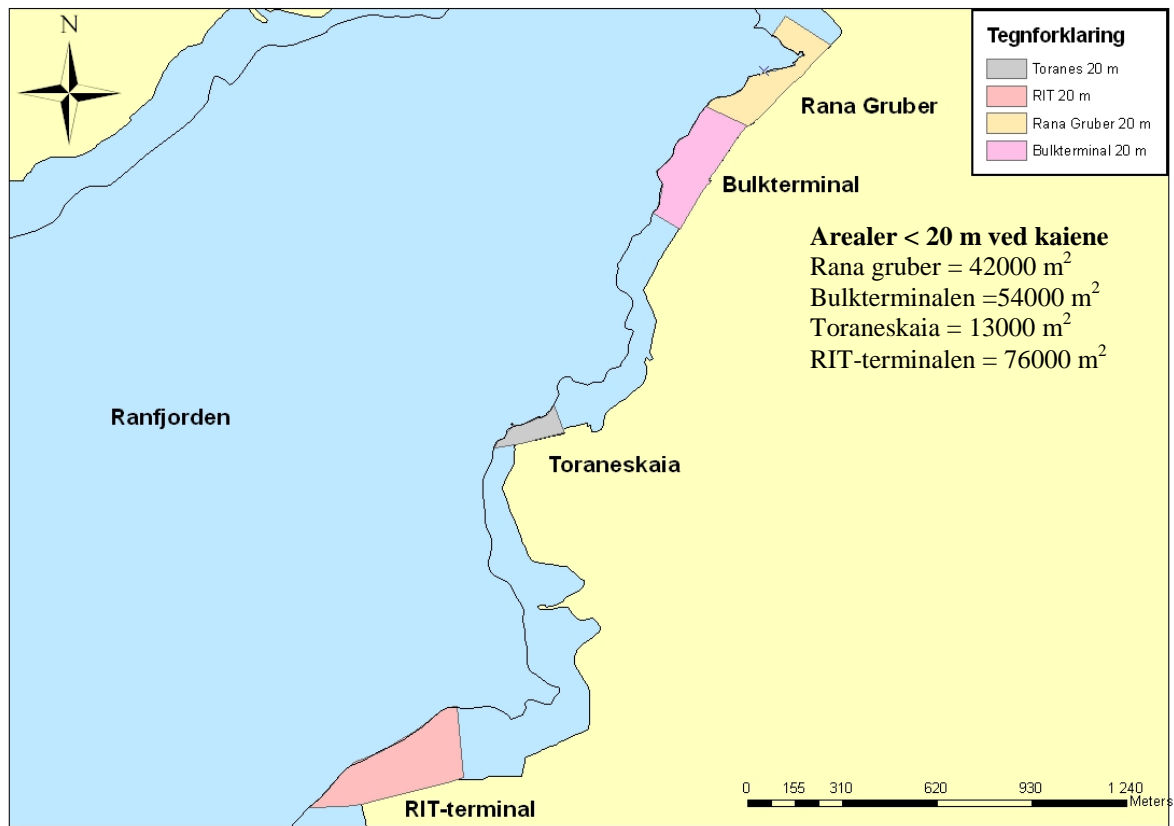 N
Tegnforklaring
Toranes 20 m
RIT 20 m
Rana Gruber 20 m
Bulkterminal 20 m
Rana Gruber
Bulkterminal
Arealer < 20 m ved kaiene
Rana gruber = 42000 m²
Bulkterminalen =54000 m²
Toraneskaia = 13000 m²
RIT-terminalen = 76000 m²
Ranfjorden
Toraneskaia
RIT-terminal
0 155 310 620 930 1 240
Meters